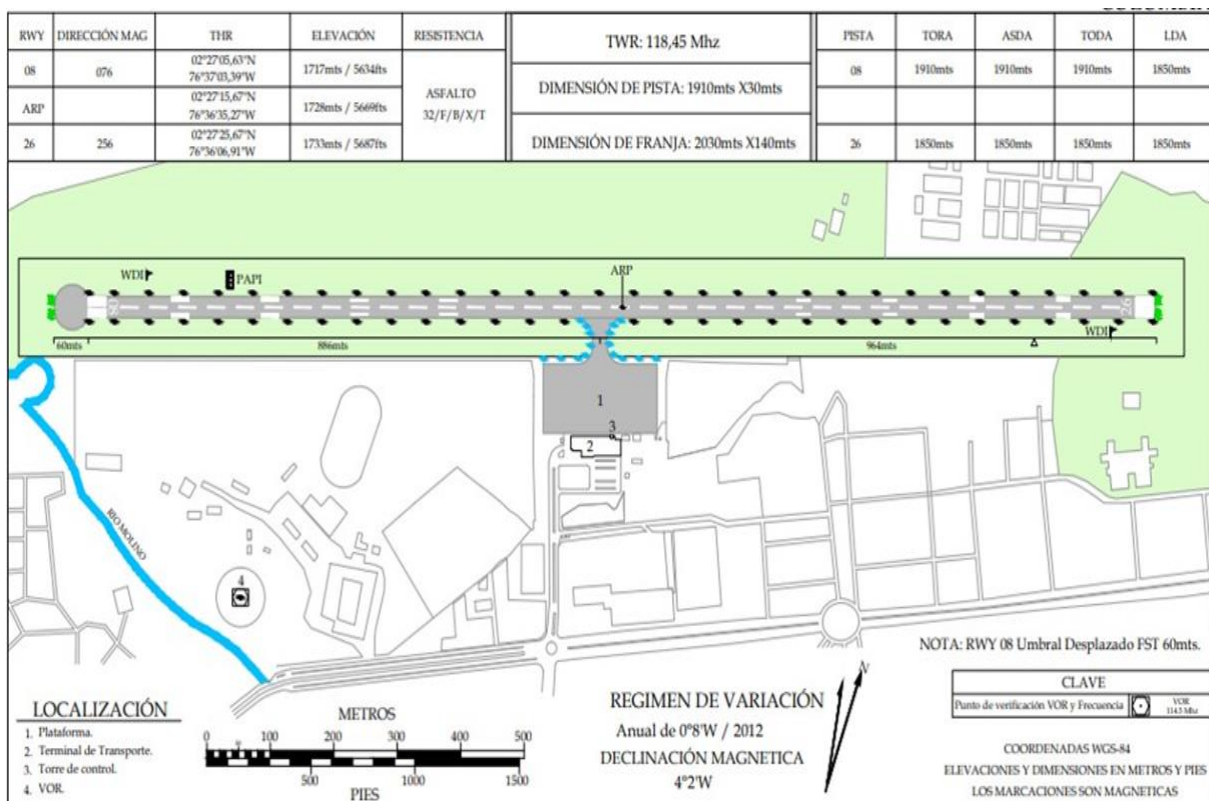 RWY DIRECCIÓN MAG THR ELEVACIÓN RESISTENCIA
08 076 02°27'05,63"N 76°37'03,39"W 1717mts / 5634fts
ARP 02°27'15,67"N 76°36'35,27"W 1728mts / 5669fts
26 256 02°27'25,67"N 76°36'06,91"W 1733mts / 5687fts
ASFALTO
32/F/B/X/T
TWR: 118,45 Mhz
DIMENSIÓN DE PISTA: 1910mts X30mts
DIMENSIÓN DE FRANJA: 2030mts X140mts
PISTA TORA ASDA TODA LDA
08 1910mts 1910mts 1910mts 1850mts
26 1850mts 1850mts 1850mts 1850mts
WDI
PAPI
ARP
08
26
WDI
60mts
886mts
964mts
1
3
2
RIO MOLINO
4
NOTA: RWY 08 Umbral Desplazado FST 60mts.
LOCALIZACIÓN
1. Plataforma.
2. Terminal de Transporte.
3. Torre de control.
4. VOR.
METROS
0 100 200 300 400 500
500 1000 1500
PIES
REGIMEN DE VARIACIÓN
Anual de 0°8'W / 2012
DECLINACIÓN MAGNETICA
4°2'W
N
CLAVE
Punto de verificación VOR y Frecuencia
VOR
114.5 Mhz
COORDENADAS WGS-84
ELEVACIONES Y DIMENSIONES EN METROS Y PIES
LOS MARCACIONES SON MAGNETICAS